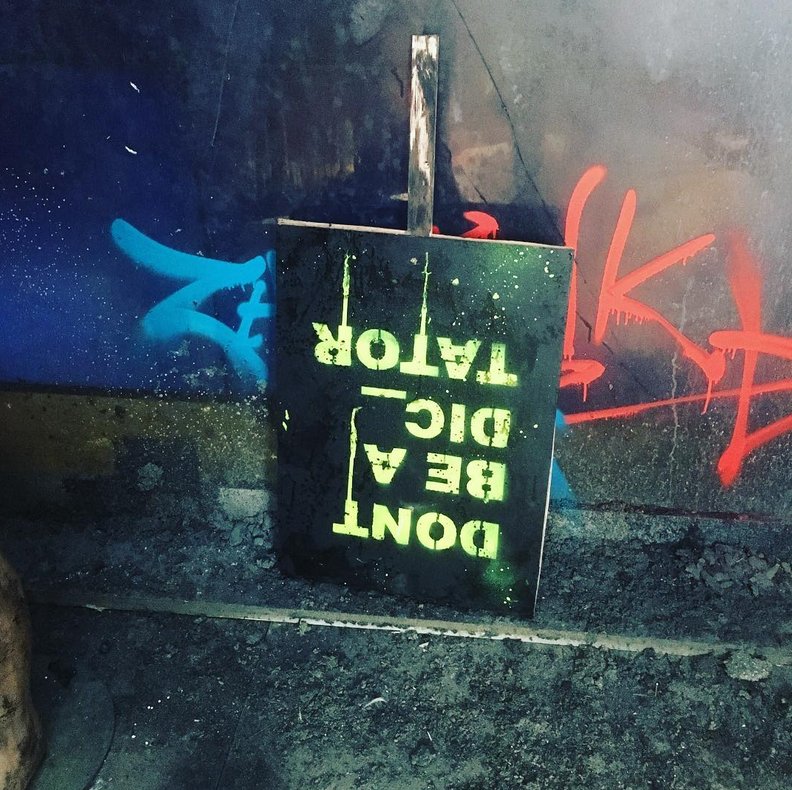 DONT
BE A
DIC_
TATOR